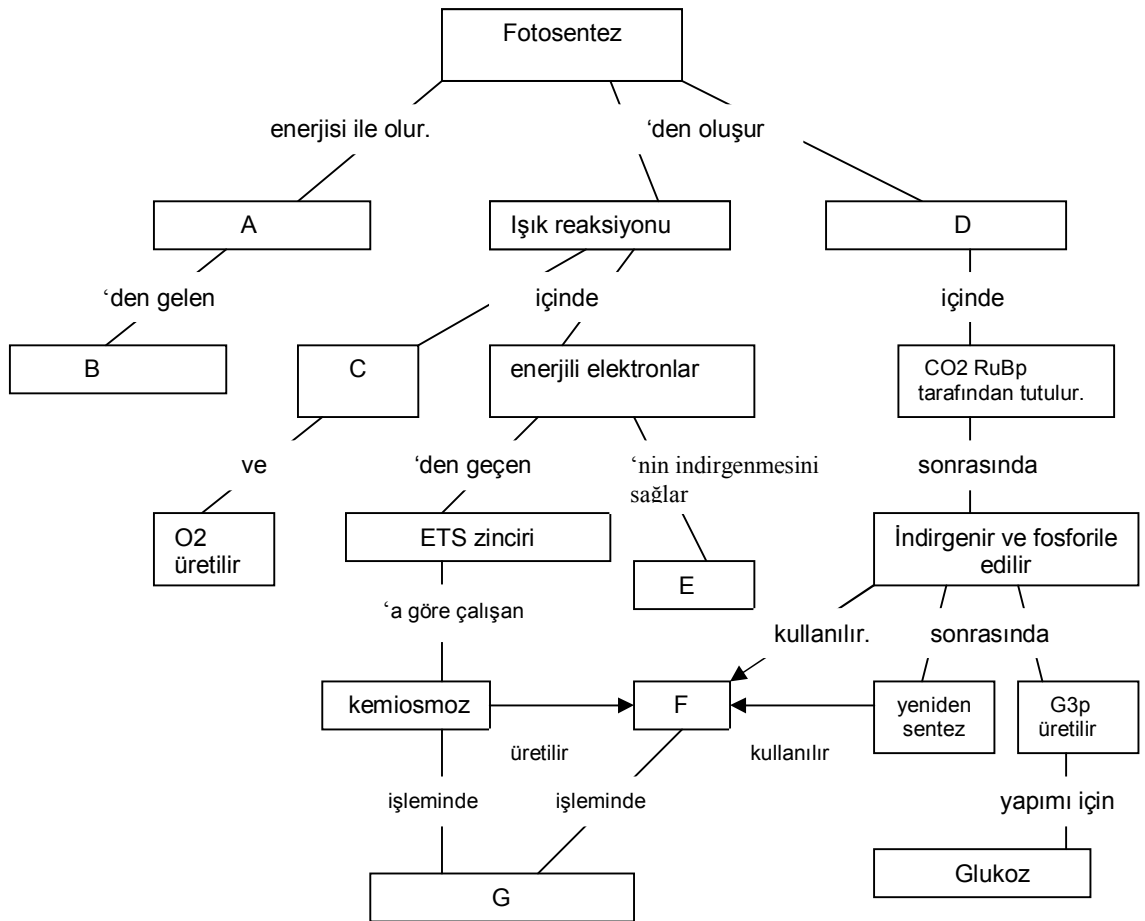 Fotosentez
enerjisi ile olur.
‘den oluşur
A
Işık reaksiyonu
D
‘den gelen
içinde
içinde
B
C
enerjili elektronlar
CO2 RuBp
tarafından tutulur.
ve
‘den geçen
‘nin indirgenmesini
sağlar
sonrasında
O2
üretilir
ETS zinciri
E
İndirgenir ve fosforile
edilir
‘a göre çalışan
kullanılır.
sonrasında
kemiosmoz
F
yeniden
sentez
G3p
üretilir
üretilir
kullanılır
işleminde
işleminde
yapımı için
G
Glukoz